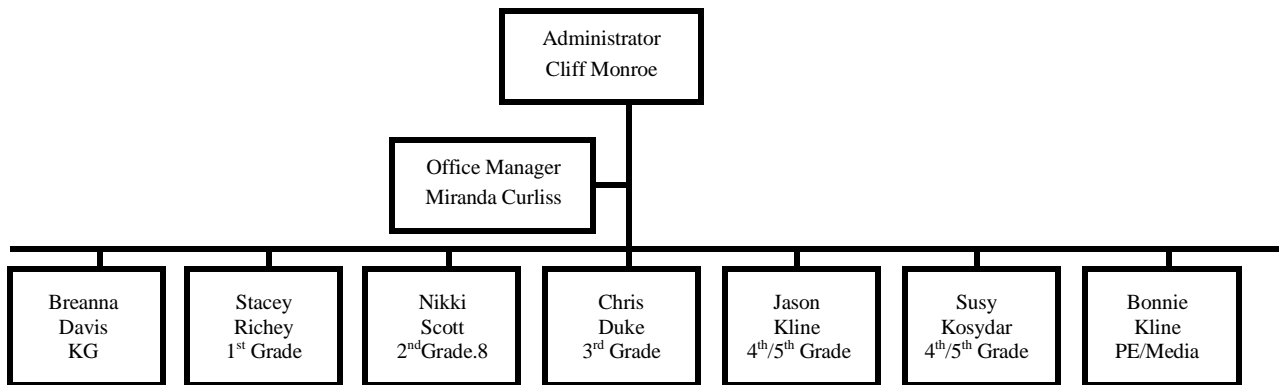 Administrator
Cliff Monroe
Office Manager
Miranda Curliss
Breanna
Davis
KG
Stacey
Richey
1st Grade
Nikki
Scott
2ndGrade.8
Chris
Duke
3rd Grade
Jason
Kline
4th/5th Grade
Susy
Kosydar
4th/5th Grade
Bonnie
Kline
PE/Media